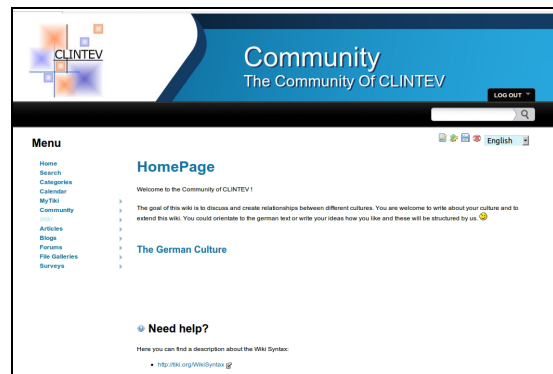 CLINTEV
Community
The Community Of CLINTEV
LOG OUT
English
Menu
Home
Search
Categories
Calendar
MyTiki
Community
Wiki
Articles
Blogs
Forums
File Galleries
Surveys
HomePage
Welcome to the Community of CLINTEV !
The goal of this wiki is to discuss and create relationships between different cultures. You are welcome to write about your culture and to
extend this wiki. You could orientate to the german text or write your ideas how you like and these will be structured by us.
The German Culture
Need help?
Here you can find a description about the Wiki Syntax:
http://tiki.org/WikiSyntax